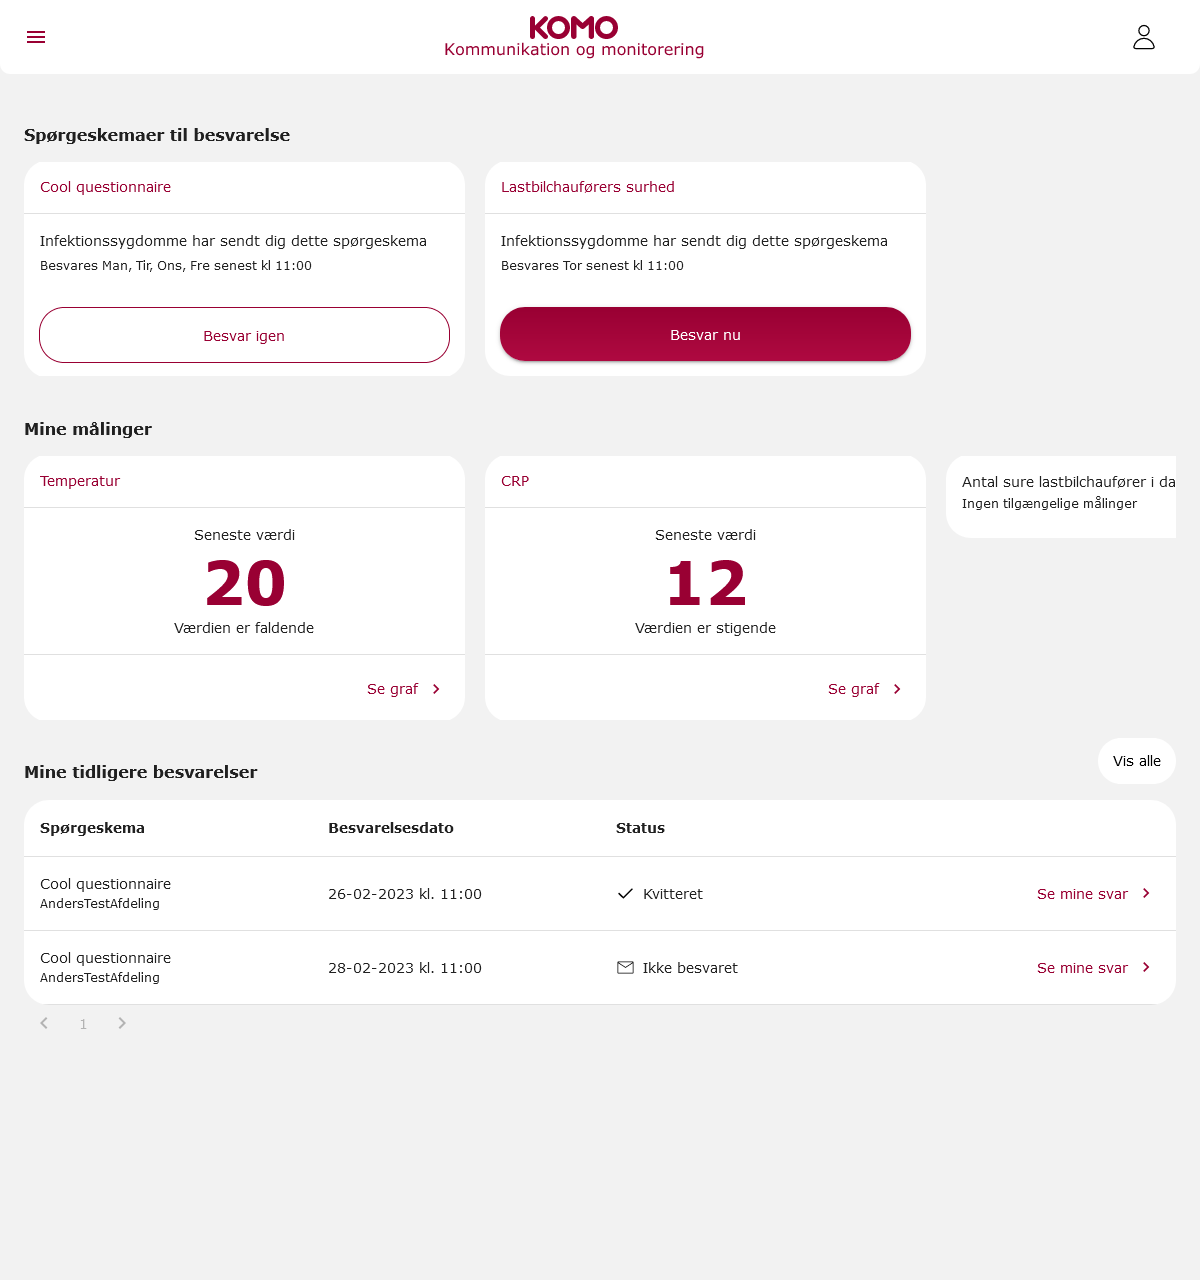 KOMO
Kommunikation og monitorering
Spørgeskemaer til besvarelse
Cool questionnaire
Infektionssygdomme har sendt dig dette spørgeskema
Besvares Man, Tir, Ons, Fre senest kl 11:00
Besvar igen
Lastbilchauførers surhed
Infektionssygdomme har sendt dig dette spørgeskema
Besvares Tor senest kl 11:00
Besvar nu
Mine målinger
Temperatur
Seneste værdi
20
Værdien er faldende
Se graf
CRP
Seneste værdi
12
Værdien er stigende
Se graf
Antal sure lastbilchaufører i da
Ingen tilgængelige målinger
Mine tidligere besvarelser
Vis alle
Spørgeskema Besvarelsesdato Status
Cool questionnaire
AndersTestAfdeling
26-02-2023 kl. 11:00 Kvitteret Se mine svar
Cool questionnaire
AndersTestAfdeling
28-02-2023 kl. 11:00 Ikke besvaret Se mine svar
1